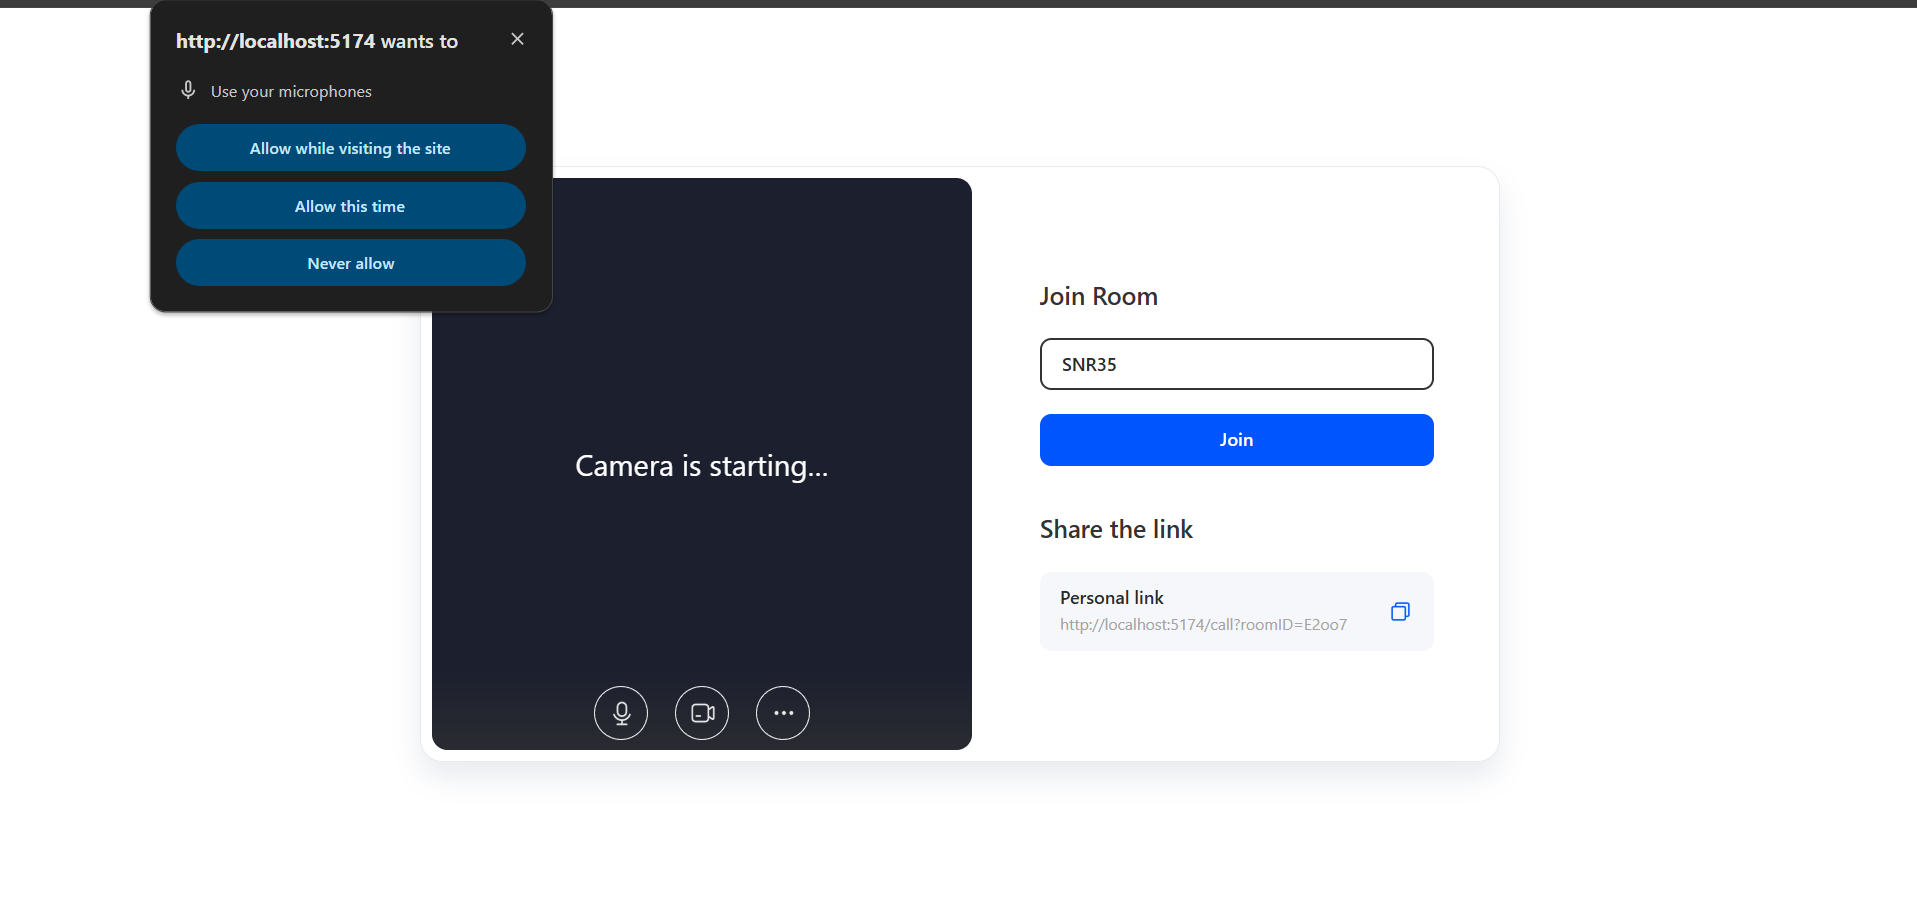 http://localhost:5174 wants to
Use your microphones
Allow while visiting the site
Allow this time
Never allow
Camera is starting...
Join Room
SNR35
Join
Share the link
Personal link
http://localhost:5174/call?roomID=E2oo7